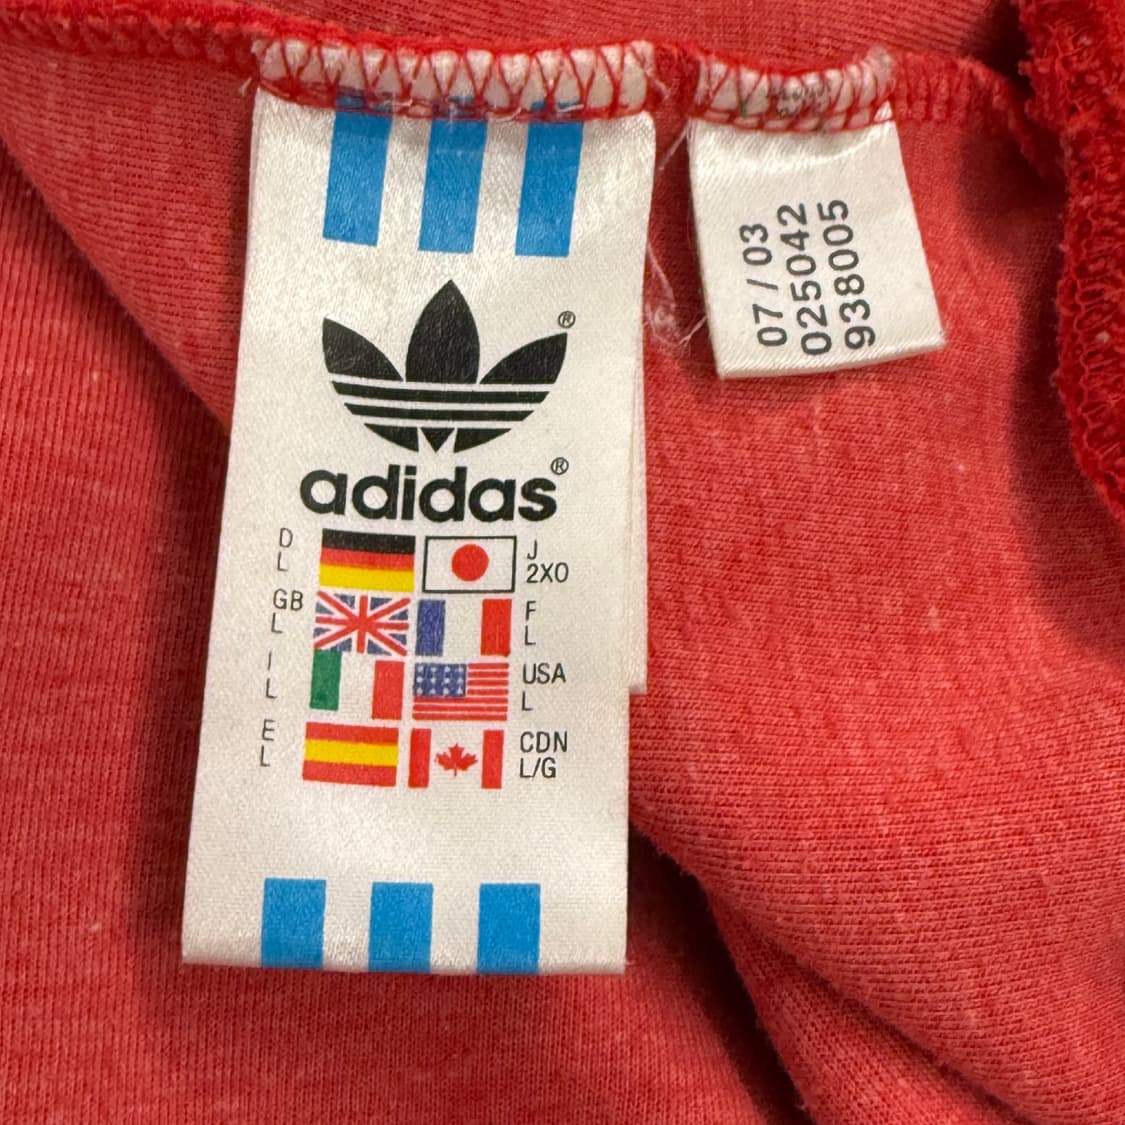 ®
adidas®
D
L
J
2XO
GB
L
F
L
I
L
USA
L
E
L
CDN
L/G
07/03
025042
938005